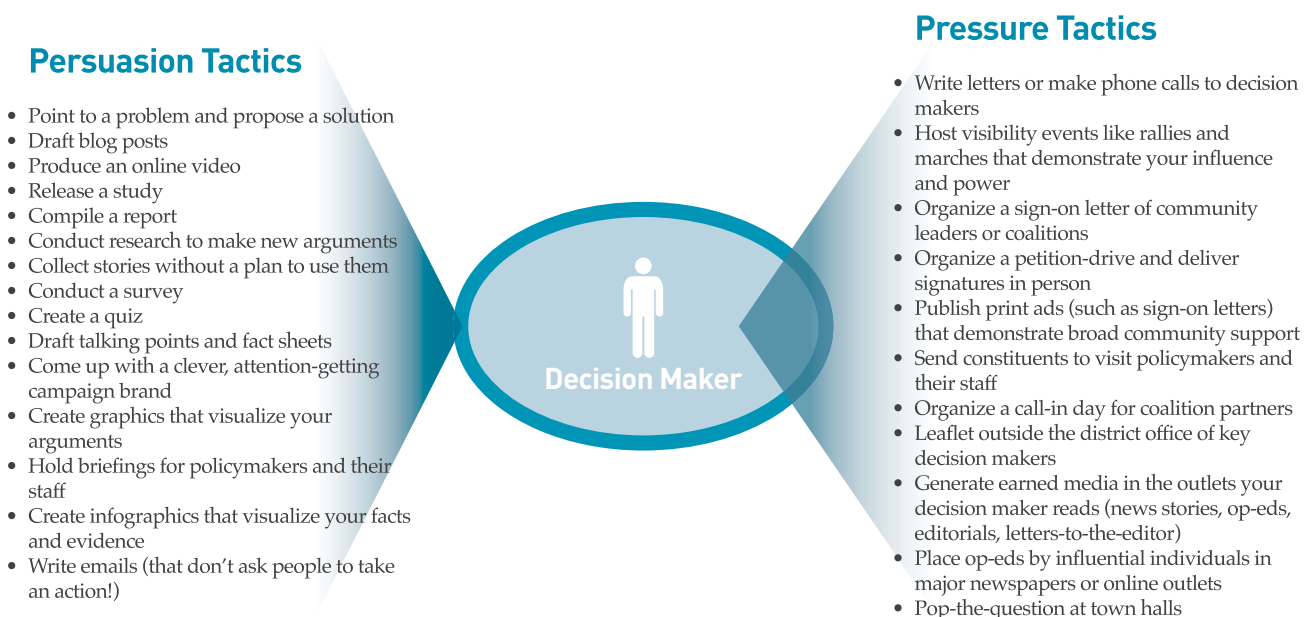 Persuasion Tactics
• Point to a problem and propose a solution
• Draft blog posts
• Produce an online video
• Release a study
• Compile a report
• Conduct research to make new arguments
• Collect stories without a plan to use them
• Conduct a survey
• Create a quiz
• Draft talking points and fact sheets
• Come up with a clever, attention-getting
campaign brand
• Create graphics that visualize your
arguments
• Hold briefings for policymakers and their
staff
• Create infographics that visualize your facts
and evidence
• Write emails (that don’t ask people to take
an action!)
Decision Maker
Pressure Tactics
• Write letters or make phone calls to decision
makers
• Host visibility events like rallies and
marches that demonstrate your influence
and power
• Organize a sign-on letter of community
leaders or coalitions
• Organize a petition-drive and deliver
signatures in person
• Publish print ads (such as sign-on letters)
that demonstrate broad community support
• Send constituents to visit policymakers and
their staff
• Organize a call-in day for coalition partners
• Leaflet outside the district office of key
decision makers
• Generate earned media in the outlets your
decision maker reads (news stories, op-eds,
editorials, letters-to-the-editor)
• Place op-eds by influential individuals in
major newspapers or online outlets
• Pop-the-question at town halls